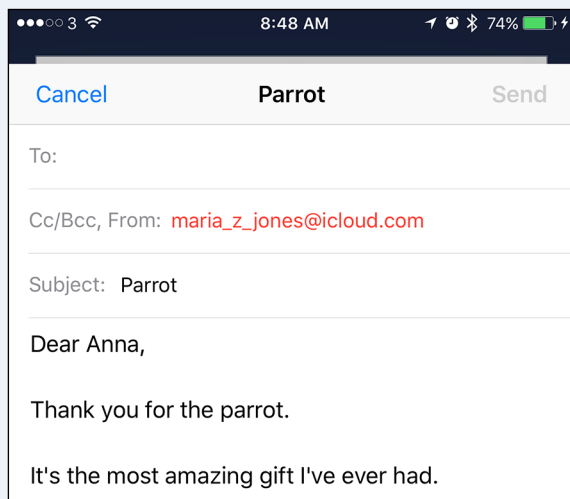 3 8:48 AM 74%
Cancel Parrot Send
To:
Cc/Bcc, From: maria_z_jones@icloud.com
Subject: Parrot
Dear Anna,
Thank you for the parrot.
It's the most amazing gift I've ever had.